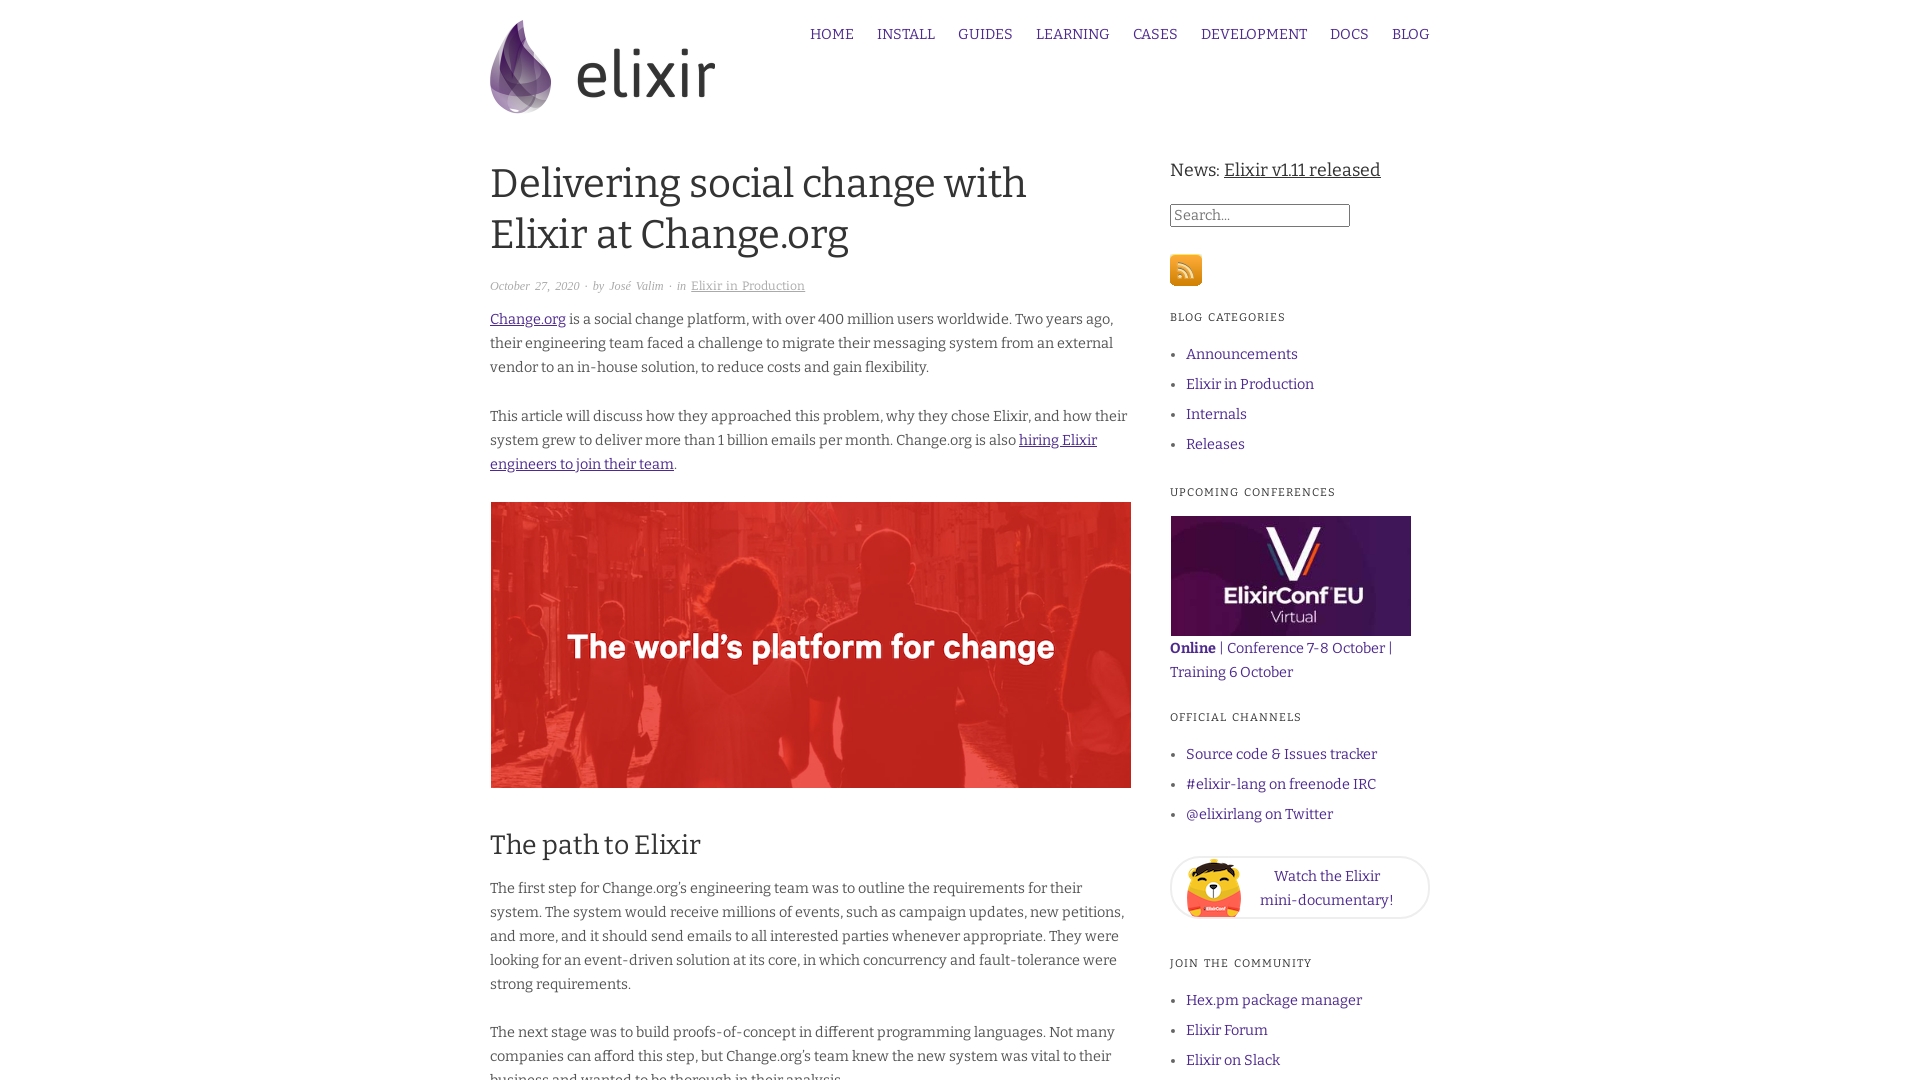 elixir
HOME INSTALL GUIDES LEARNING CASES DEVELOPMENT DOCS BLOG
Delivering social change with
Elixir at Change.org
October 27, 2020 · by José Valim · in Elixir in Production
Change.org is a social change platform, with over 400 million users worldwide. Two years ago,
their engineering team faced a challenge to migrate their messaging system from an external
vendor to an in-house solution, to reduce costs and gain flexibility.
This article will discuss how they approached this problem, why they chose Elixir, and how their
system grew to deliver more than 1 billion emails per month. Change.org is also hiring Elixir
engineers to join their team.
The world's platform for change
The path to Elixir
The first step for Change.org's engineering team was to outline the requirements for their
system. The system would receive millions of events, such as campaign updates, new petitions,
and more, and it should send emails to all interested parties whenever appropriate. They were
looking for an event-driven solution at its core, in which concurrency and fault-tolerance were
strong requirements.
The next stage was to build proofs-of-concept in different programming languages. Not many
companies can afford this step, but Change.org's team knew the new system was vital to their
business and wanted to be thorough in their analysis.
News: Elixir v1.11 released
Search...
BLOG CATEGORIES
Announcements
Elixir in Production
Internals
Releases
UPCOMING CONFERENCES
V
ElixirConf EU
Virtual
Online | Conference 7-8 October |
Training 6 October
OFFICIAL CHANNELS
Source code & Issues tracker
#elixir-lang on freenode IRC
@elixirlang on Twitter
ElixirConf
Watch the Elixir
mini-documentary!
JOIN THE COMMUNITY
Hex.pm package manager
Elixir Forum
Elixir on Slack